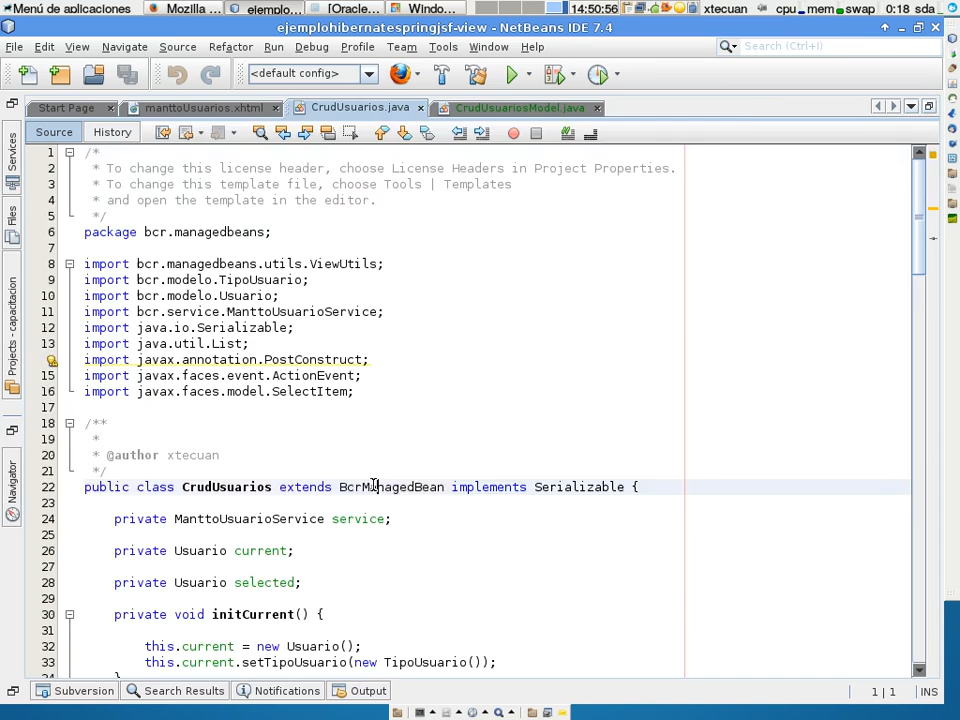 Menú de aplicaciones Mozilla ... ejemplo... [Oracle... Windo... 14:50:56 xtecuan cpu mem swap 0:18 sda
ejemplohibernatespringjsf-view - NetBeans IDE 7.4
File Edit View Navigate Source Refactor Run Debug Profile Team Tools Window Help Search (Ctrl+I)
<default config>
Start Page manttoUsuarios.xhtml CrudUsuarios.java CrudUsuariosModel.java
Source History
Services
Files
Projects - capacitacion
Navigator
1 /*
2 * To change this license header, choose License Headers in Project Properties.
3 * To change this template file, choose Tools | Templates
4 * and open the template in the editor.
5 */
6 package bcr.managedbeans;
7
8 import bcr.managedbeans.utils.ViewUtils;
9 import bcr.modelo.TipoUsuario;
10 import bcr.modelo.Usuario;
11 import bcr.service.ManttoUsuarioService;
12 import java.io.Serializable;
13 import java.util.List;
import javax.annotation.PostConstruct;
15 import javax.faces.event.ActionEvent;
16 import javax.faces.model.SelectItem;
17
18 /**
19 *
20 * @author xtecuan
21 */
22 public class CrudUsuarios extends BcrManagedBean implements Serializable {
23
24 private ManttoUsuarioService service;
25
26 private Usuario current;
27
28 private Usuario selected;
29
30 private void initCurrent() {
31
32 this.current = new Usuario();
33 this.current.setTipoUsuario(new TipoUsuario());
Subversion Search Results Notifications Output 1 | 1 INS